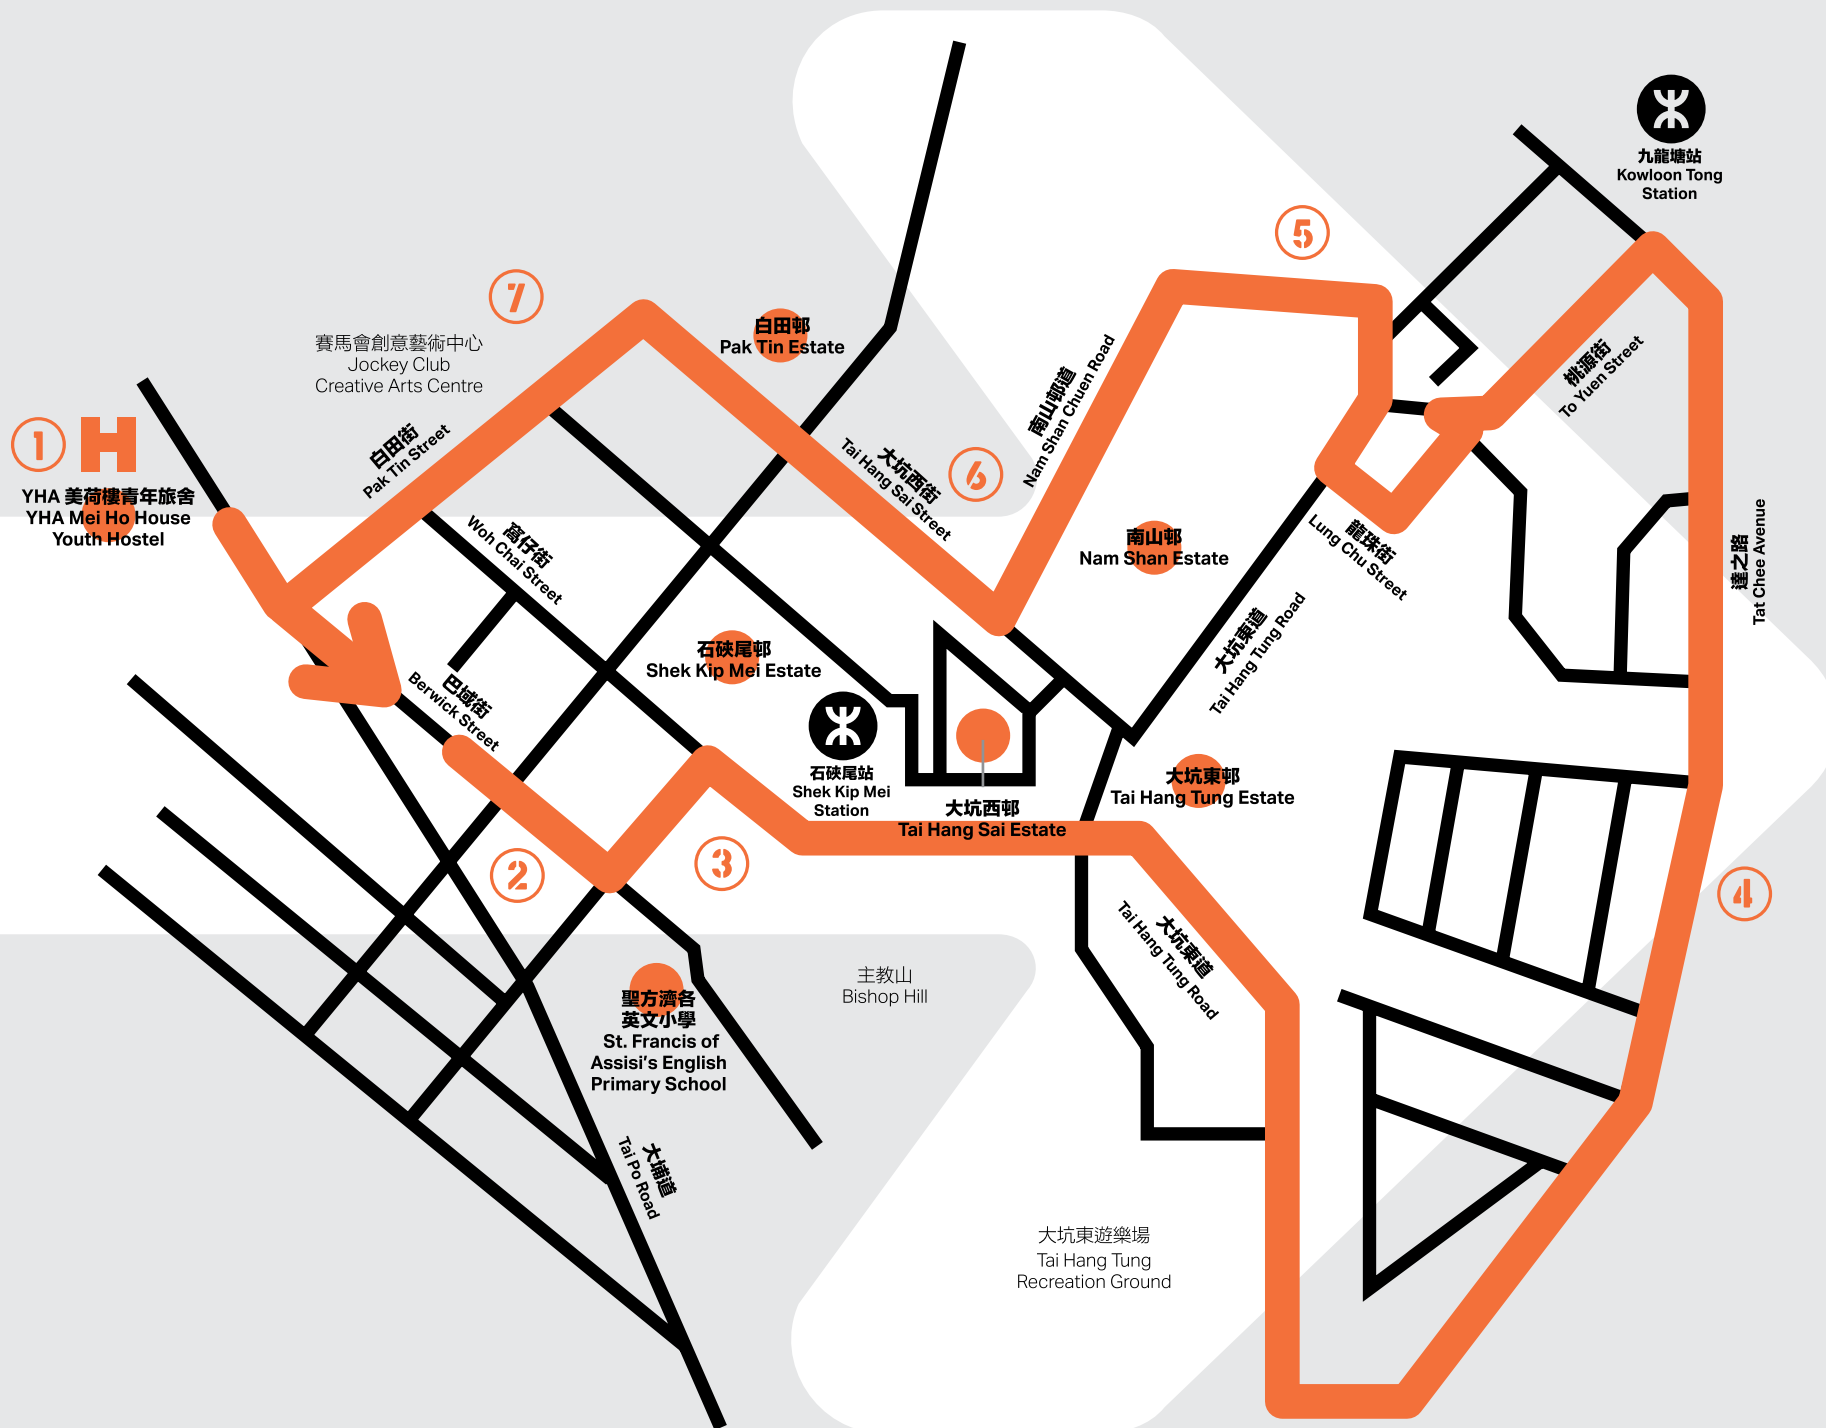 九龍塘站
Kowloon Tong
Station
5
7
白田邨
Pak Tin Estate
賽馬會創意藝術中心
Jockey Club
Creative Arts Centre
桃源街
To Yuen Street
南山邨道
Nam Shan Chuen Road
1
H
白田街
Pak Tin Street
大坑西街
Tai Hang Sai Street
6
YHA 美荷樓青年旅舍
YHA Mei Ho House
Youth Hostel
窩仔街
Woh Chai Street
南山邨
Nam Shan Estate
龍珠街
Lung Chu Street
達之路
Tat Chee Avenue
石硤尾邨
Shek Kip Mei Estate
大坑東道
Tai Hang Tung Road
巴域街
Berwick Street
石硤尾站
Shek Kip Mei
Station
大坑西邨
Tai Hang Sai Estate
大坑東邨
Tai Hang Tung Estate
2
3
4
大坑東道
Tai Hang Tung Road
主教山
Bishop Hill
聖方濟各
英文小學
St. Francis of
Assisi's English
Primary School
大埔道
Tai Po Road
大坑東遊樂場
Tai Hang Tung
Recreation Ground